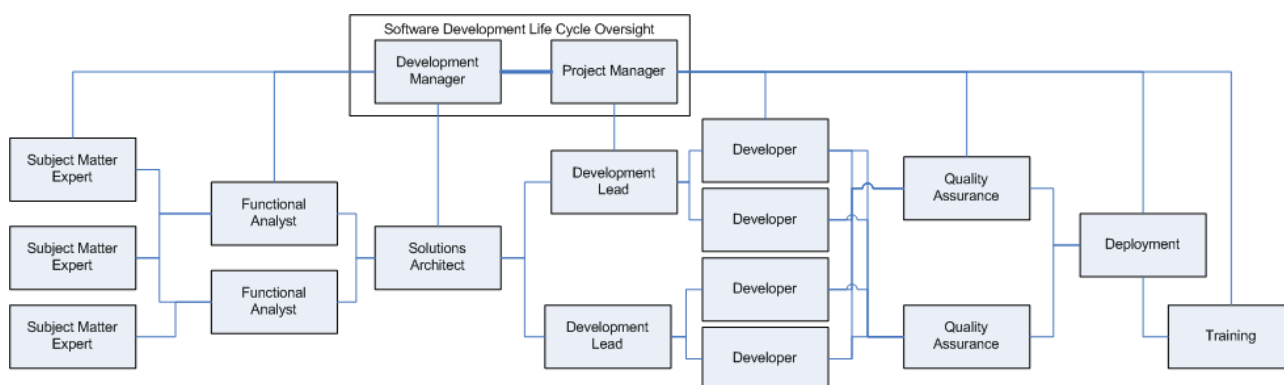 Software Development Life Cycle Oversight
Development
Manager
Project Manager
Subject Matter
Expert
Subject Matter
Expert
Subject Matter
Expert
Functional
Analyst
Functional
Analyst
Solutions
Architect
Development
Lead
Development
Lead
Developer
Developer
Developer
Developer
Quality
Assurance
Quality
Assurance
Deployment
Training